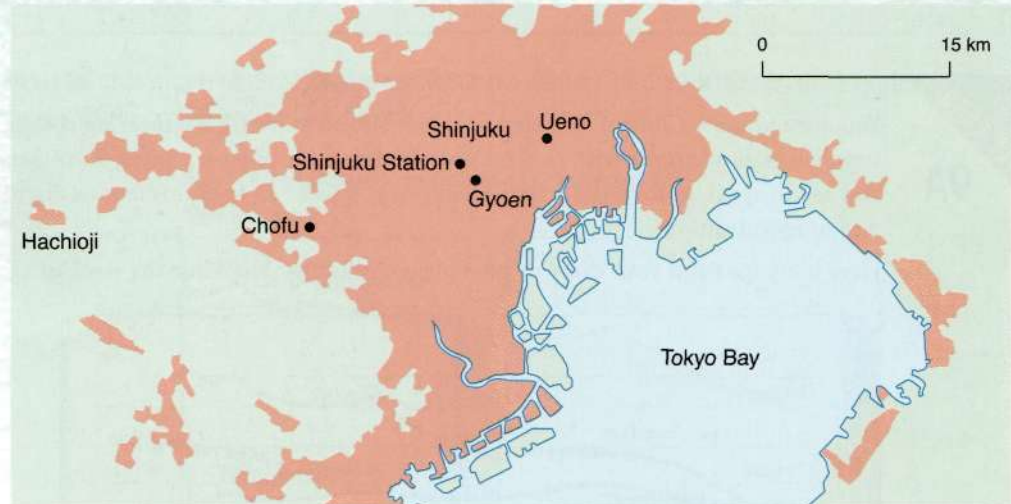 0 15 km
Ueno
Shinjuku
Shinjuku Station
Gyoen
Chofu
Hachioji
Tokyo Bay